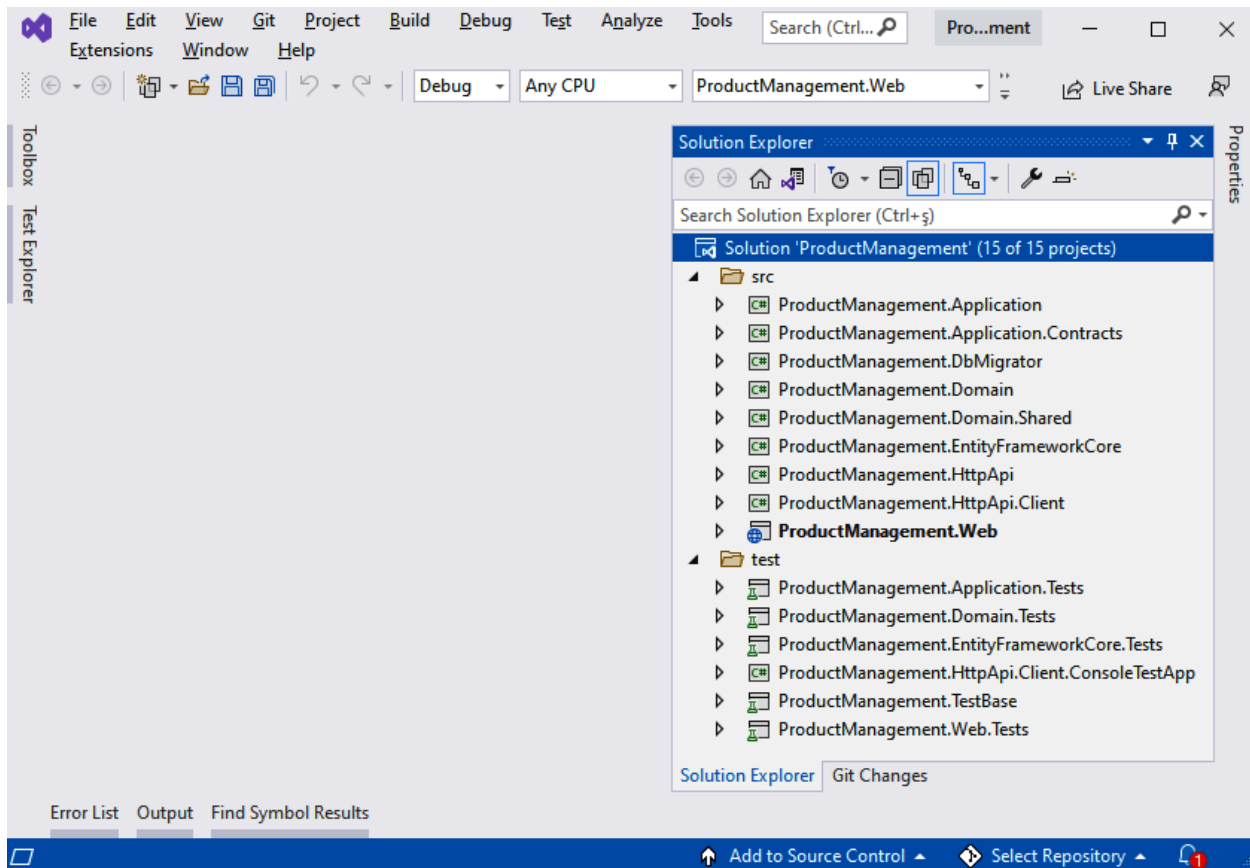 File Edit View Git Project Build Debug Test Analyze Tools Search (Ctrl... Pro...ment
Extensions Window Help
Debug Any CPU ProductManagement.Web Live Share
Toolbox
Test Explorer
Solution Explorer
Properties
Search Solution Explorer (Ctrl+ş)
Solution 'ProductManagement' (15 of 15 projects)
src
C# ProductManagement.Application
C# ProductManagement.Application.Contracts
C# ProductManagement.DbMigrator
C# ProductManagement.Domain
C# ProductManagement.Domain.Shared
C# ProductManagement.EntityFrameworkCore
C# ProductManagement.HttpApi
C# ProductManagement.HttpApi.Client
ProductManagement.Web
test
ProductManagement.Application.Tests
ProductManagement.Domain.Tests
ProductManagement.EntityFrameworkCore.Tests
C# ProductManagement.HttpApi.Client.ConsoleTestApp
ProductManagement.TestBase
ProductManagement.Web.Tests
Solution Explorer Git Changes
Error List Output Find Symbol Results
Add to Source Control Select Repository 1